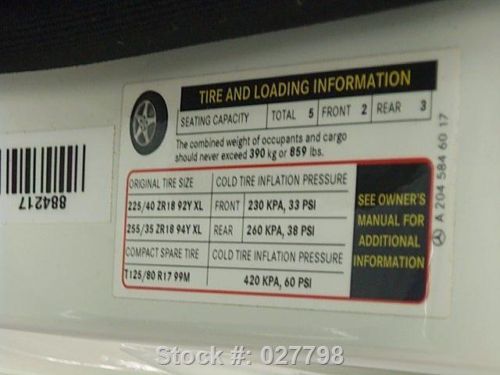 TIRE AND LOADING INFORMATION
SEATING CAPACITY TOTAL 5 FRONT 2 REAR 3
The combined weight of occupants and cargo
should never exceed 390 kg or 859 lbs.
ORIGINAL TIRE SIZE COLD TIRE INFLATION PRESSURE
225/40 ZR18 92Y XL FRONT 230 KPA, 33 PSI
255/35 ZR18 94Y XL REAR 260 KPA, 38 PSI
COMPACT SPARE TIRE COLD TIRE INFLATION PRESSURE
T125/80 R17 99M 420 KPA, 60 PSI
SEE OWNER'S
MANUAL FOR
ADDITIONAL
INFORMATION
A 204 584 60 17
884217
Stock #: 027798